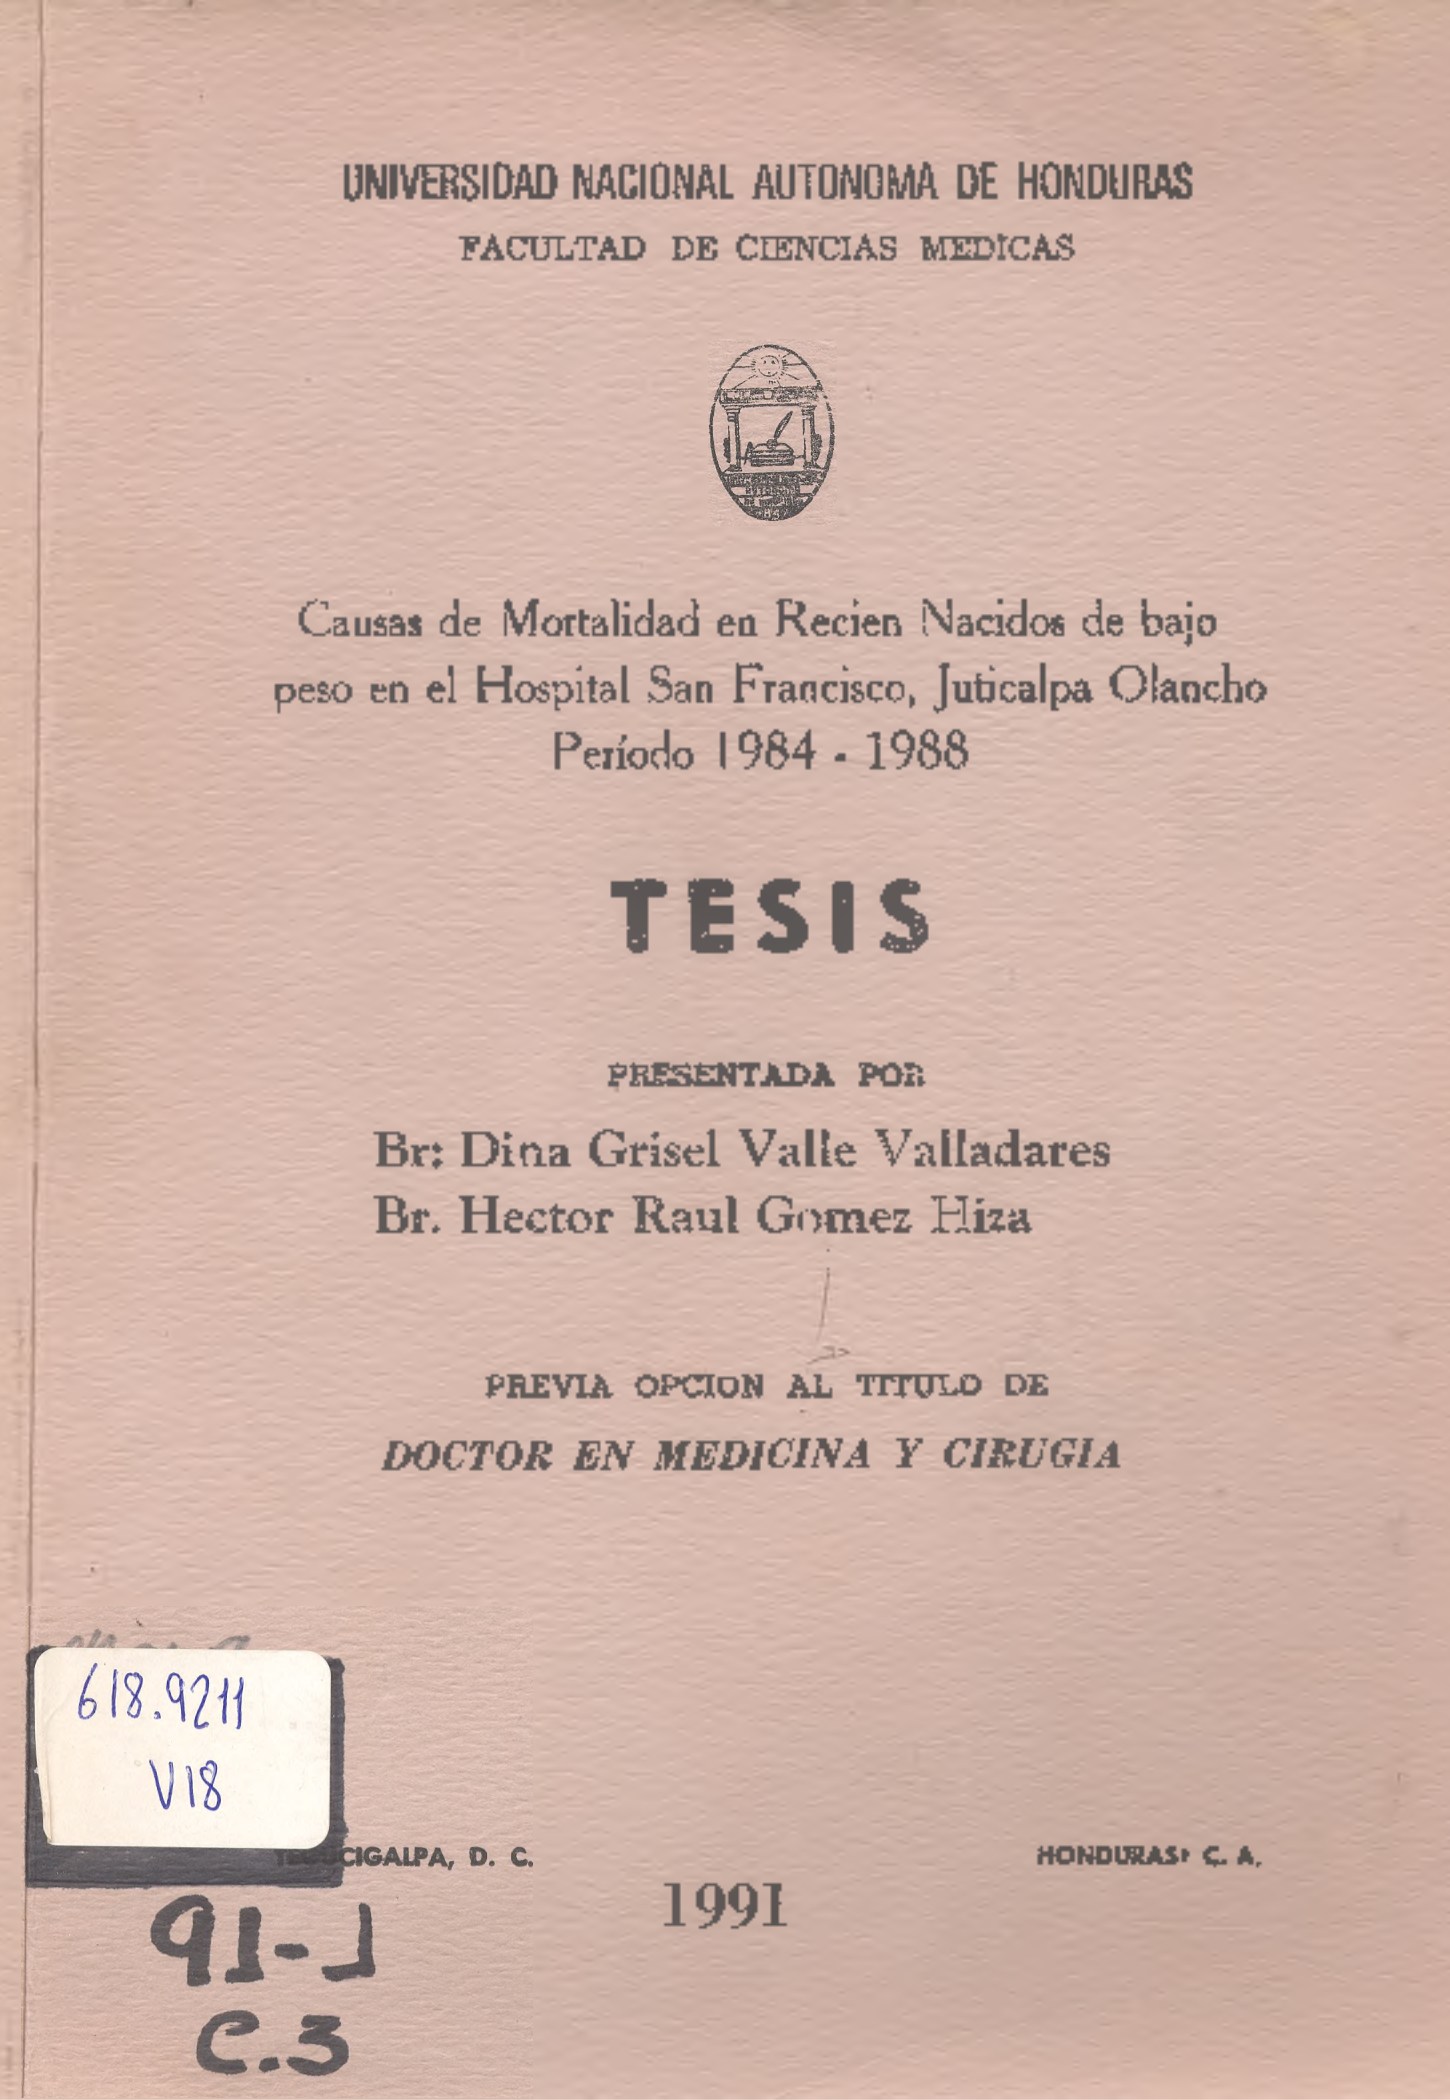 UNIVERSIDAD NACIONAL AUTONOMA DE HONDURAS
FACULTAD DE CIENCIAS MEDICAS
Causas de Mortalidad en Recien Nacidos de bajo
peso en el Hospital San Francisco, Juticalpa Olancho
Período 1984 - 1988
TESIS
PRESENTADA POR
Br: Dina Grisel Valle Valladares
Br. Hector Raul Gomez Hiza
PREVIA OPCION AL TITULO DE
DOCTOR EN MEDICINA Y CIRUGIA
618.9211
V18
TEGUCIGALPA, D. C. HONDURAS, C. A.
1991
91-J
C.3